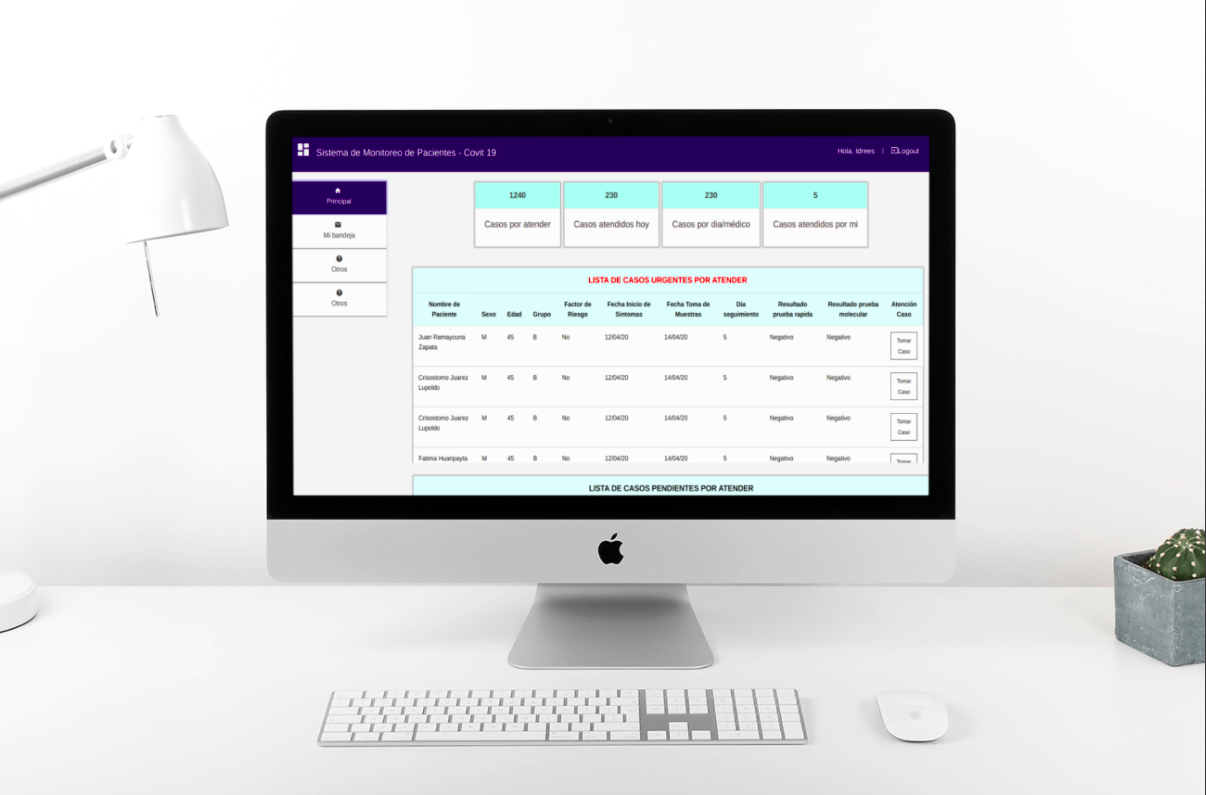 Sistema de Monitoreo de Pacientes - Covit 19
Hola, Idrees | Logout
Principal
Mi bandeja
Otros
Otros
1240 230 230 5
Casos por atender Casos atendidos hoy Casos por dia/médico Casos atendidos por mi
LISTA DE CASOS URGENTES POR ATENDER
Nombre de Paciente Sexo Edad Grupo Factor de Riesgo Fecha Inicio de Sintomas Fecha Toma de Muestras Dia seguimiento Resultado prueba rapida Resultado prueba molecular Atención Caso
Juan Ramaycuna Zapata M 45 B No 12/04/20 14/04/20 5 Negativo Negativo Tomar Caso
Crisostomo Juarez Lupoldo M 45 B No 12/04/20 14/04/20 5 Negativo Negativo Tomar Caso
Crisostomo Juarez Lupoldo M 45 B No 12/04/20 14/04/20 5 Negativo Negativo Tomar Caso
Fatima Huaripayta M 45 B No 12/04/20 14/04/20 5 Negativo Negativo Tomar
LISTA DE CASOS PENDIENTES POR ATENDER